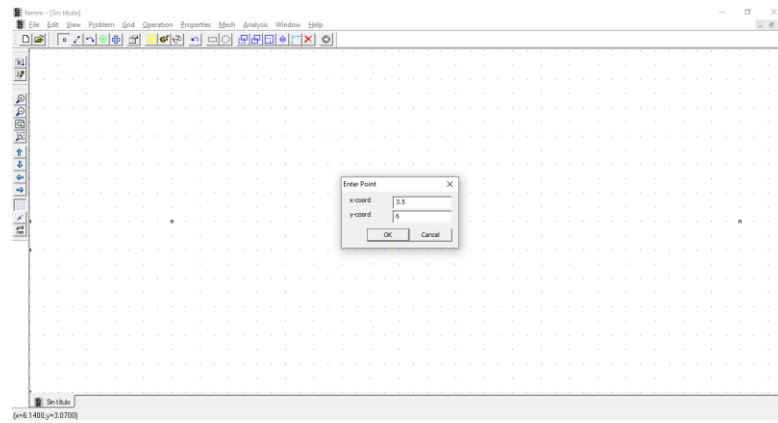 femm - [Sin título]
File Edit View Problem Grid Operation Properties Mesh Analysis Window Help
Enter Point
x-coord 3.5
y-coord 6
OK Cancel
Sin título
(x=6.1400,y=3.0700)